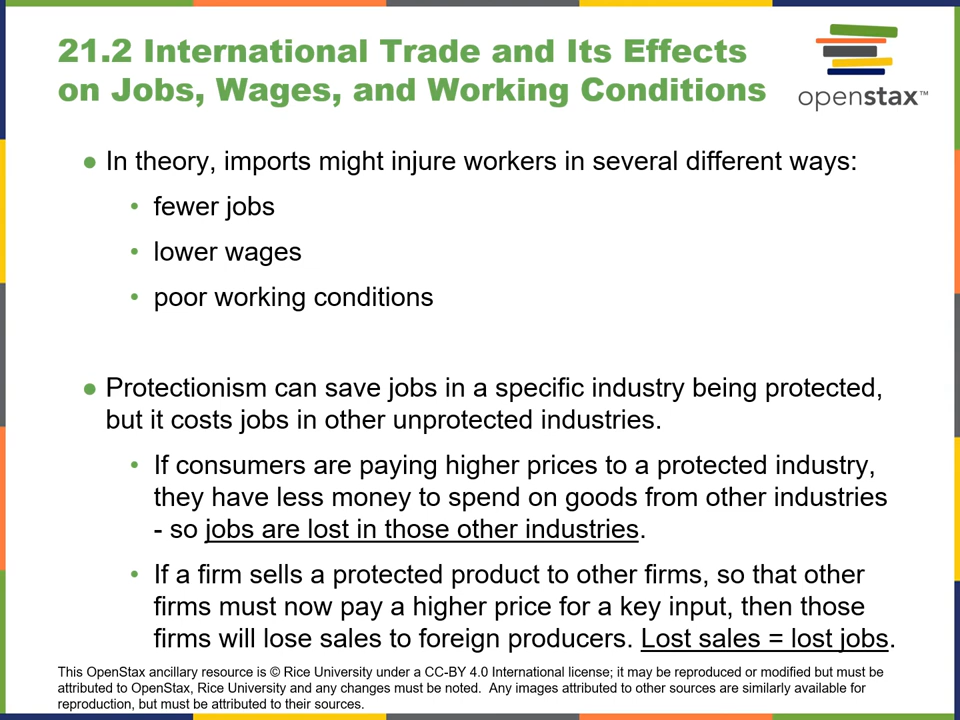 21.2 International Trade and Its Effects
on Jobs, Wages, and Working Conditions
openstax™
● In theory, imports might injure workers in several different ways:
• fewer jobs
• lower wages
• poor working conditions
● Protectionism can save jobs in a specific industry being protected,
but it costs jobs in other unprotected industries.
• If consumers are paying higher prices to a protected industry,
they have less money to spend on goods from other industries
- so jobs are lost in those other industries.
• If a firm sells a protected product to other firms, so that other
firms must now pay a higher price for a key input, then those
firms will lose sales to foreign producers. Lost sales = lost jobs.
This OpenStax ancillary resource is © Rice University under a CC-BY 4.0 International license; it may be reproduced or modified but must be
attributed to OpenStax, Rice University and any changes must be noted.  Any images attributed to other sources are similarly available for
reproduction, but must be attributed to their sources.